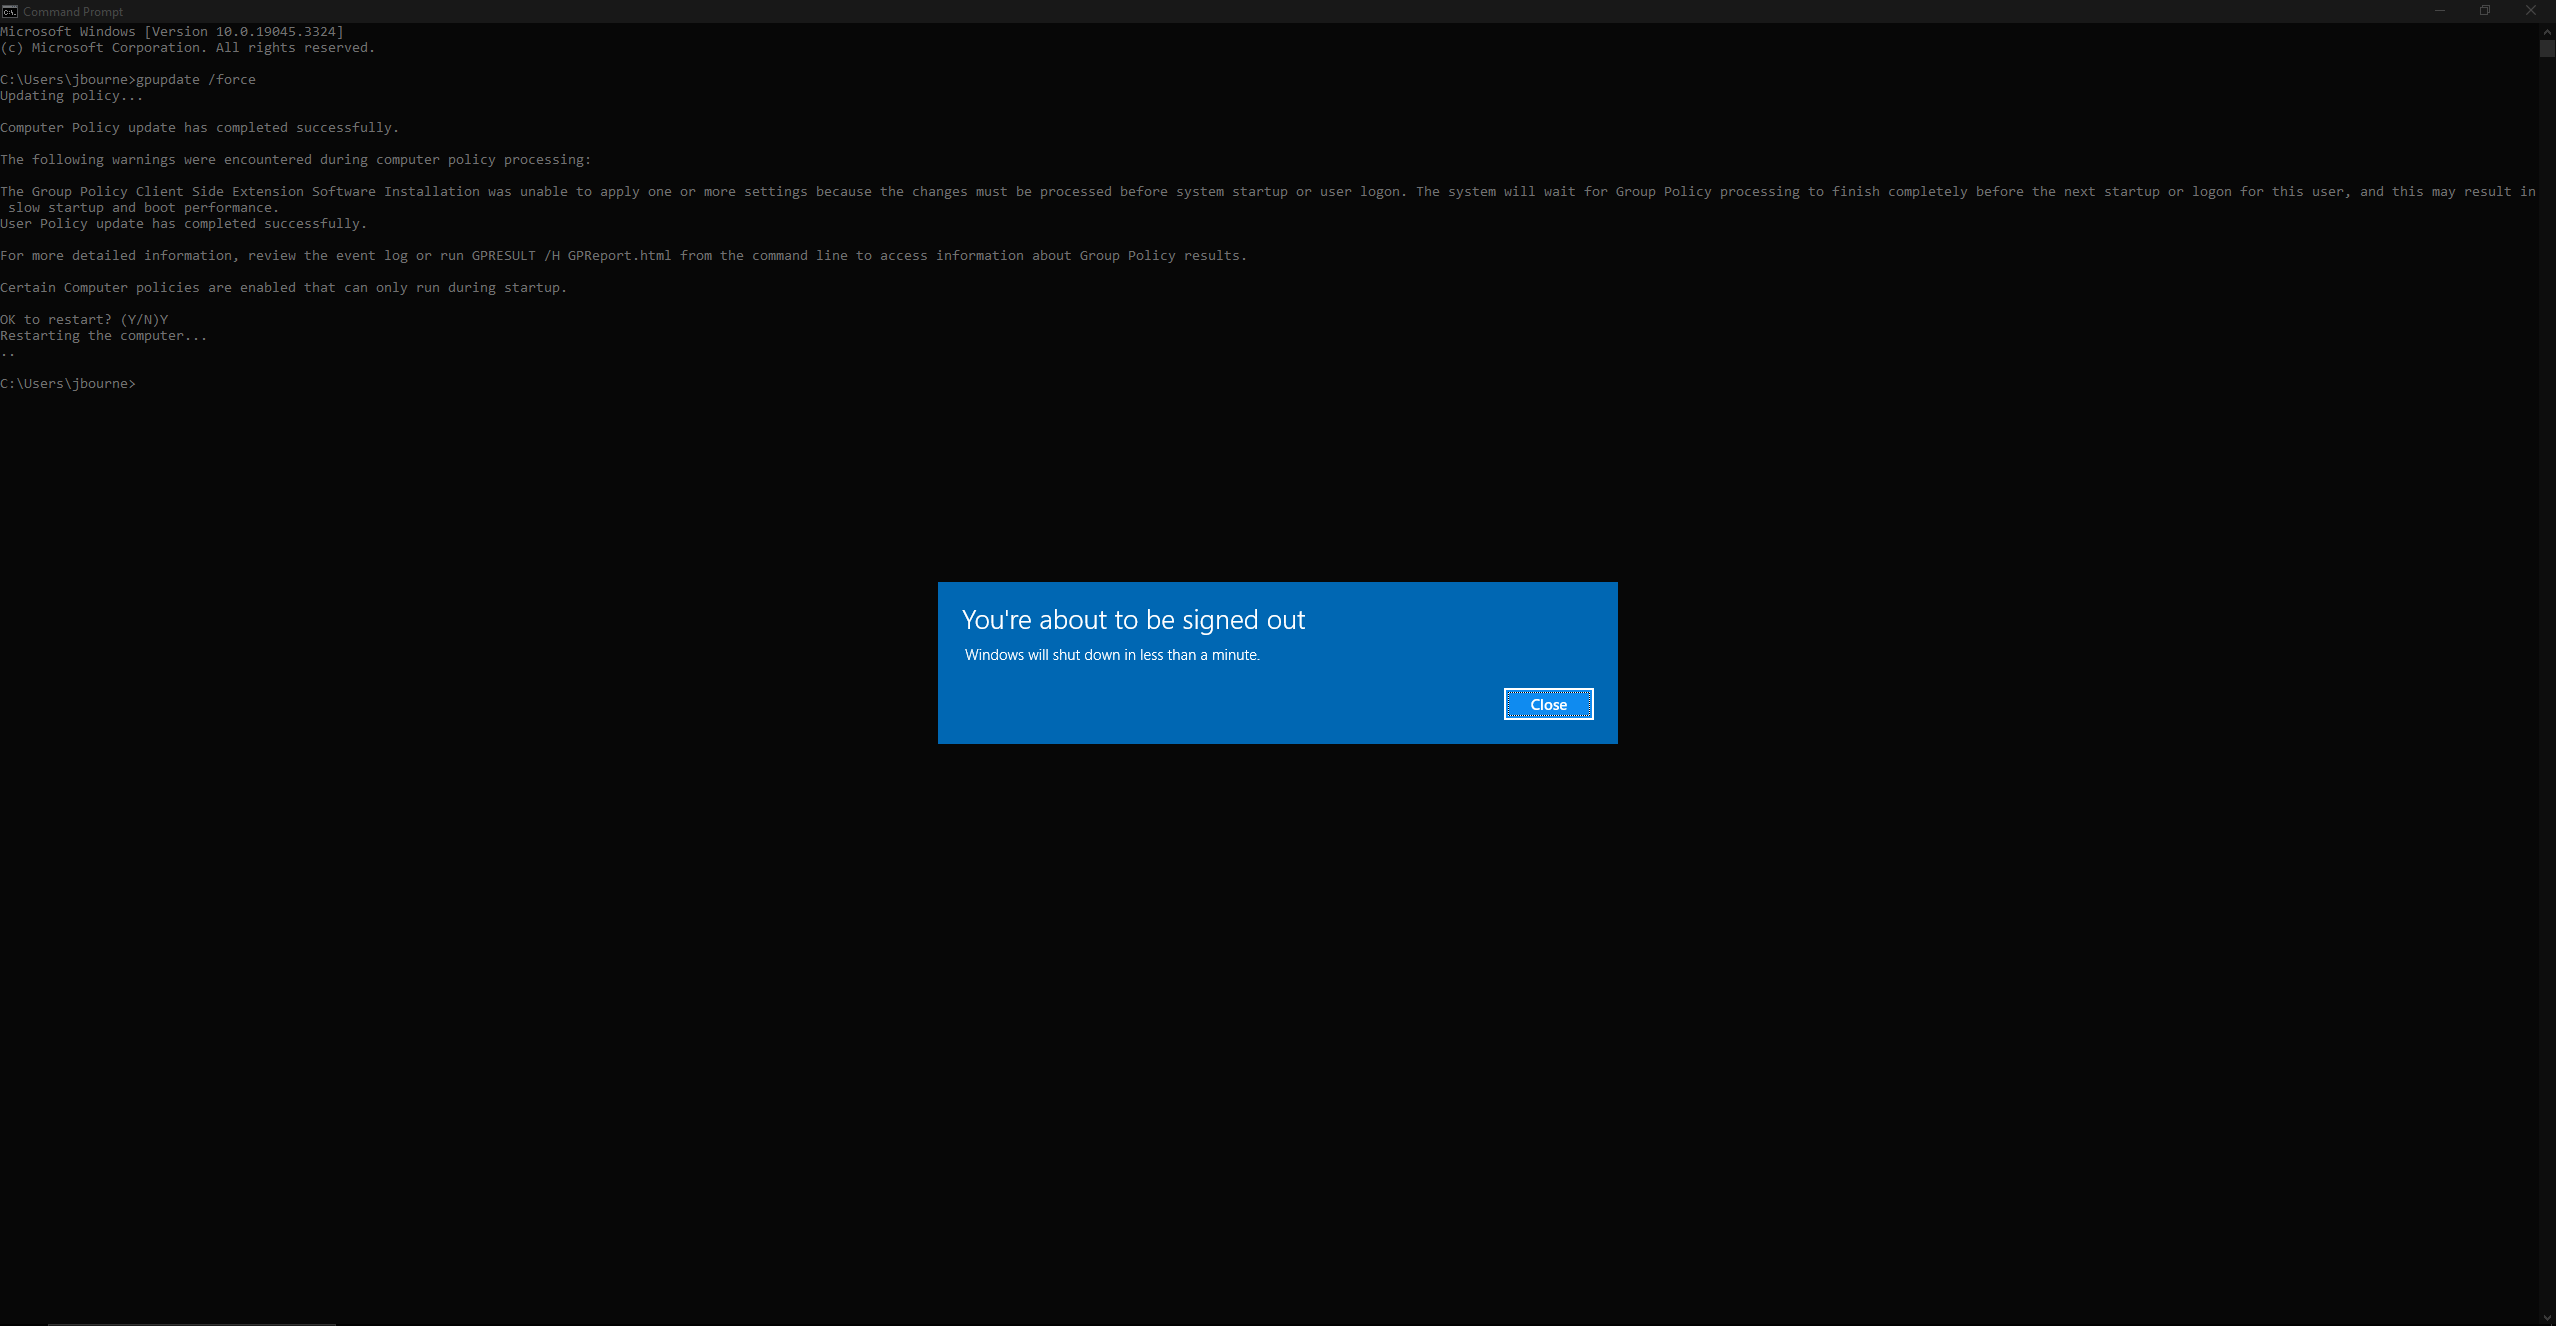 Command Prompt
Microsoft Windows [Version 10.0.19045.3324]
(c) Microsoft Corporation. All rights reserved.
C:\Users\jbourne>gpupdate /force
Updating policy...
Computer Policy update has completed successfully.
The following warnings were encountered during computer policy processing:
The Group Policy Client Side Extension Software Installation was unable to apply one or more settings because the changes must be processed before system startup or user logon. The system will wait for Group Policy processing to finish completely before the next startup or logon for this user, and this may result in
slow startup and boot performance.
User Policy update has completed successfully.
For more detailed information, review the event log or run GPRESULT /H GPReport.html from the command line to access information about Group Policy results.
Certain Computer policies are enabled that can only run during startup.
OK to restart? (Y/N)Y
Restarting the computer...
..
C:\Users\jbourne>
You're about to be signed out
Windows will shut down in less than a minute.
Close